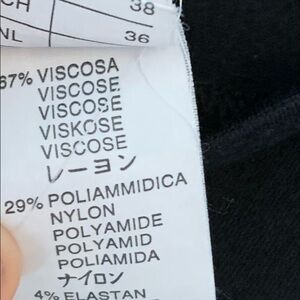 CH 38
NL 36
67% VISCOSA
VISCOSE
VISCOSE
VISKOSE
VISCOSE
レーヨン
29% POLIAMMIDICA
NYLON
POLYAMIDE
POLYAMID
POLIAMIDA
ナイロン
4% ELASTAN